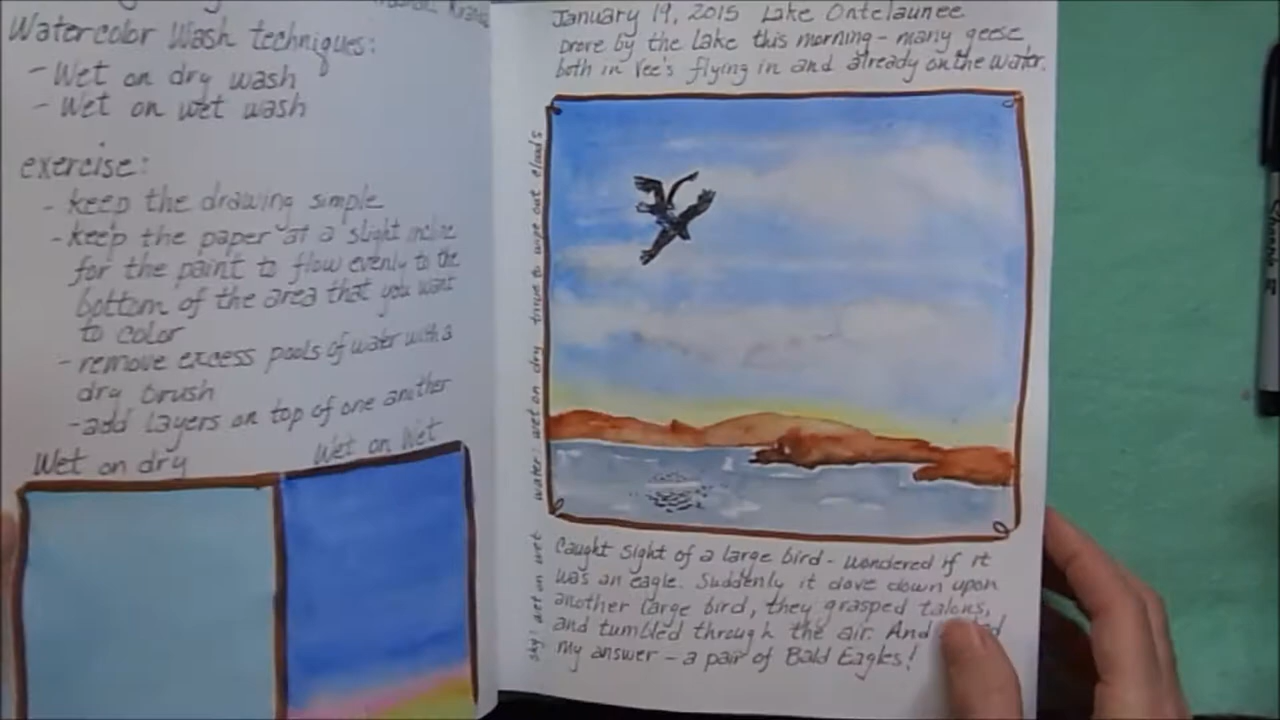 Watercolor Wash techniques:
- Wet on dry wash
- Wet on wet wash
exercise:
- keep the drawing simple
- keep the paper at a slight incline
for the paint to flow evenly to the
bottom of the area that you want
to color
- remove excess pools of water with a
dry brush
- add layers on top of one another
Wet on dry
Wet on Wet
January 19, 2015 Lake Ontelaunee
Drove by the Lake this morning - many geese
both in Vee's flying in and already on the water.
sky: wet on wet water: wet on dry tissue to wipe out clouds
Caught sight of a large bird - wondered if it
was an eagle. Suddenly it dove down upon
another large bird, they grasped talons,
and tumbled through the air. And
my answer - a pair of Bald Eagles!
Sharpie